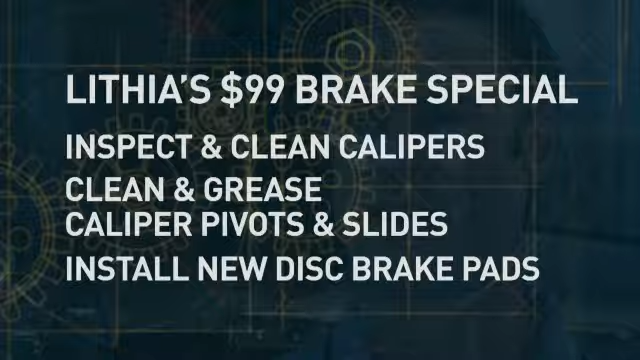 LITHIA'S $99 BRAKE SPECIAL
INSPECT & CLEAN CALIPERS
CLEAN & GREASE
CALIPER PIVOTS & SLIDES
INSTALL NEW DISC BRAKE PADS